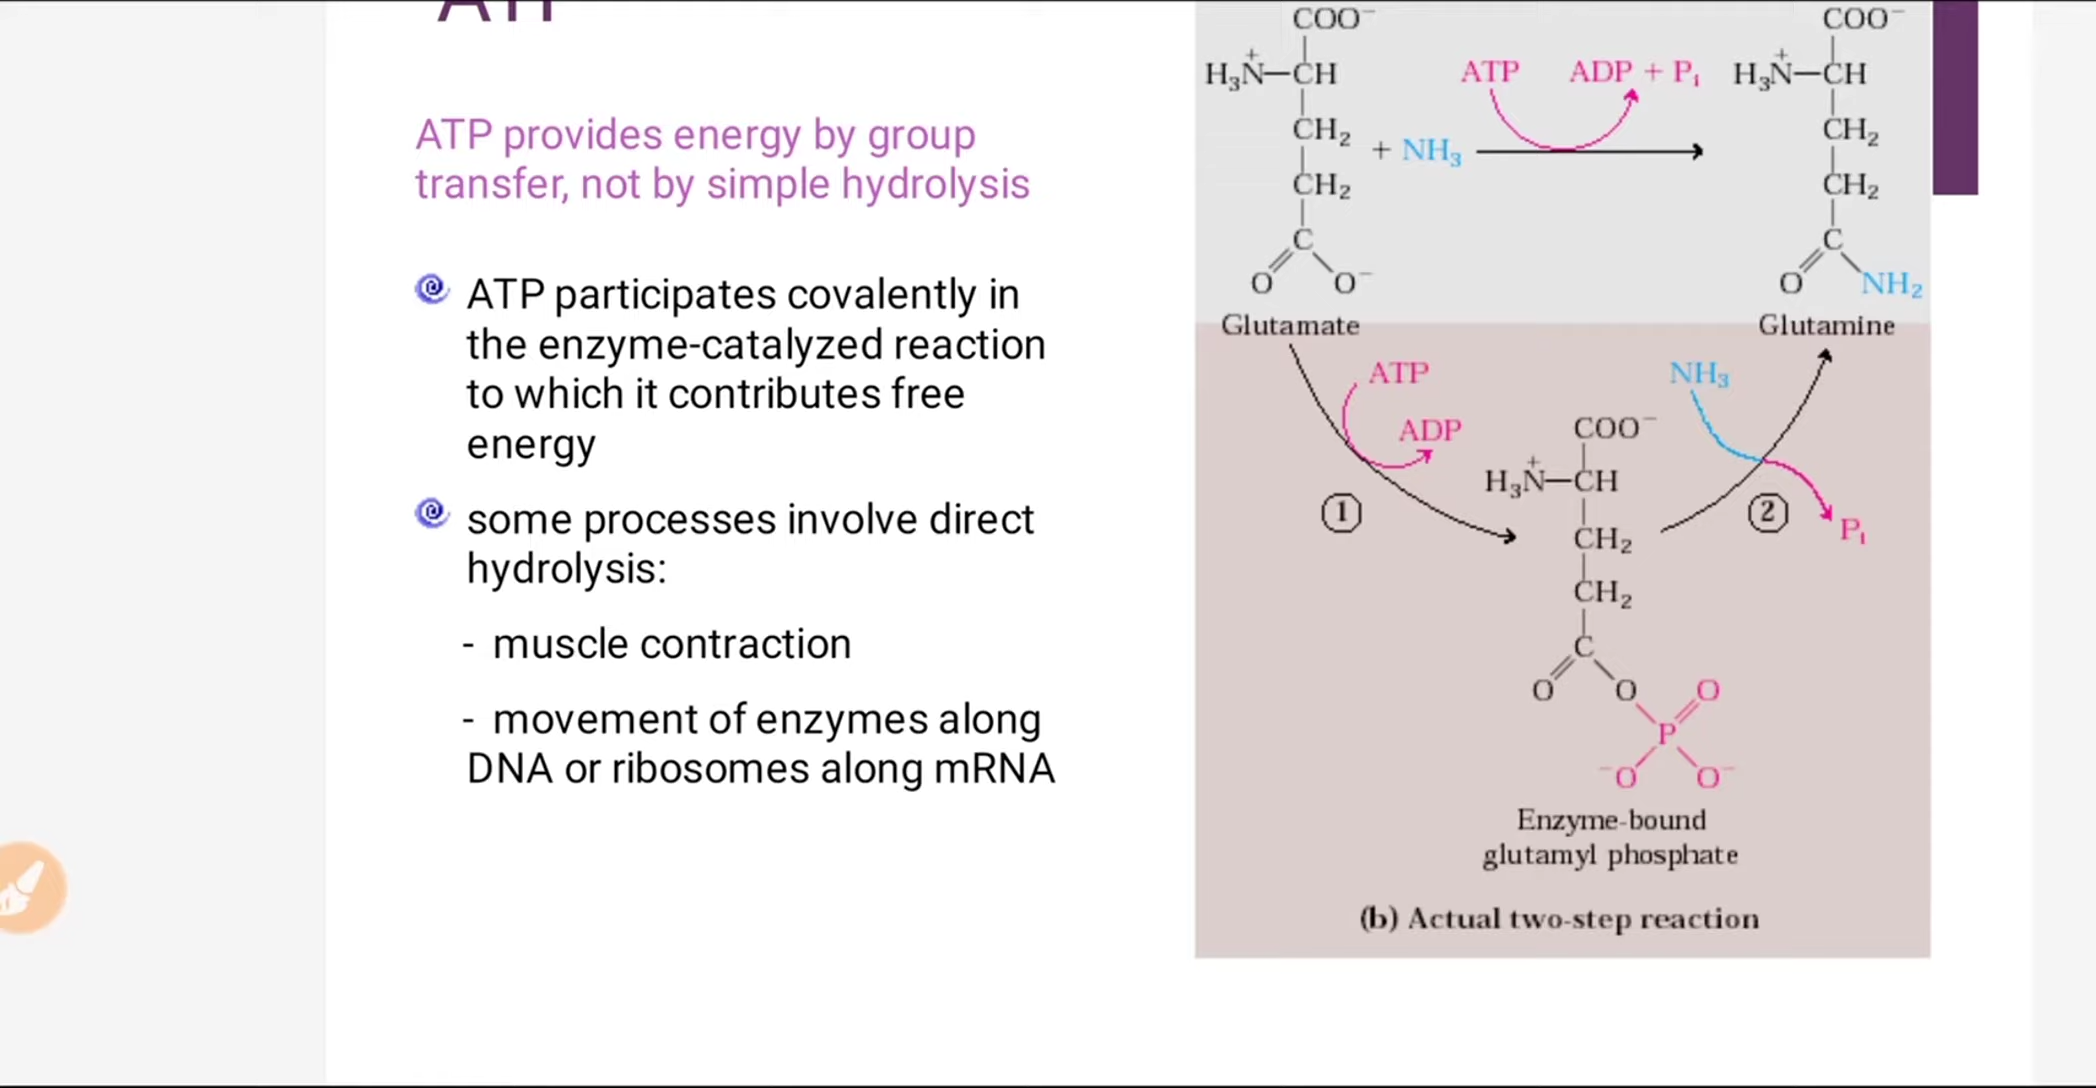 ATP
ATP provides energy by group
transfer, not by simple hydrolysis
@ ATP participates covalently in
the enzyme-catalyzed reaction
to which it contributes free
energy
@ some processes involve direct
hydrolysis:
- muscle contraction
- movement of enzymes along
DNA or ribosomes along mRNA
COO⁻
H₃N⁺—CH
CH₂
CH₂
C
O O⁻
Glutamate
+ NH₃
ATP ADP + Pᵢ
COO⁻
H₃N⁺—CH
CH₂
CH₂
C
O NH₂
Glutamine
ATP
ADP
①
COO⁻
H₃N⁺—CH
CH₂
CH₂
C
O O O
P
⁻O O⁻
NH₃
②
Pᵢ
Enzyme-bound
glutamyl phosphate
(b) Actual two-step reaction